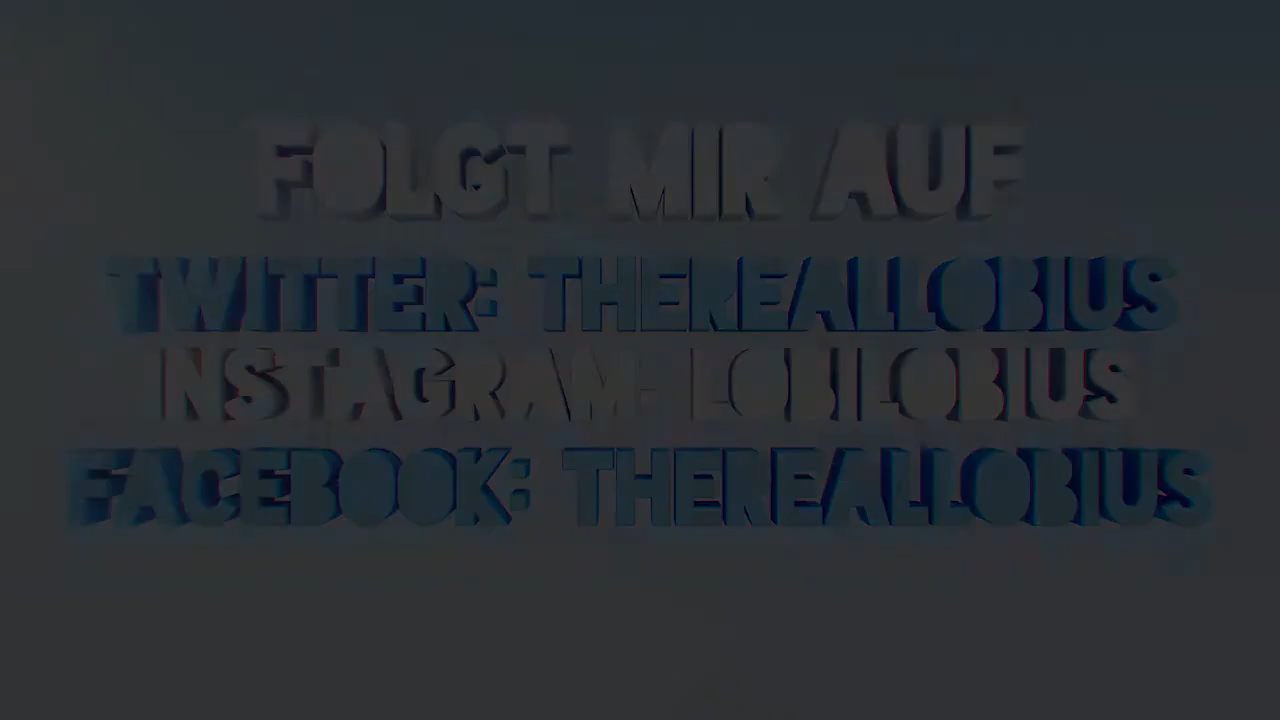 FOLGT MIR AUF
TWITTER: THEREALLOBIUS
INSTAGRAM: LOBILOBIUS
FACEBOOK: THEREALLOBIUS